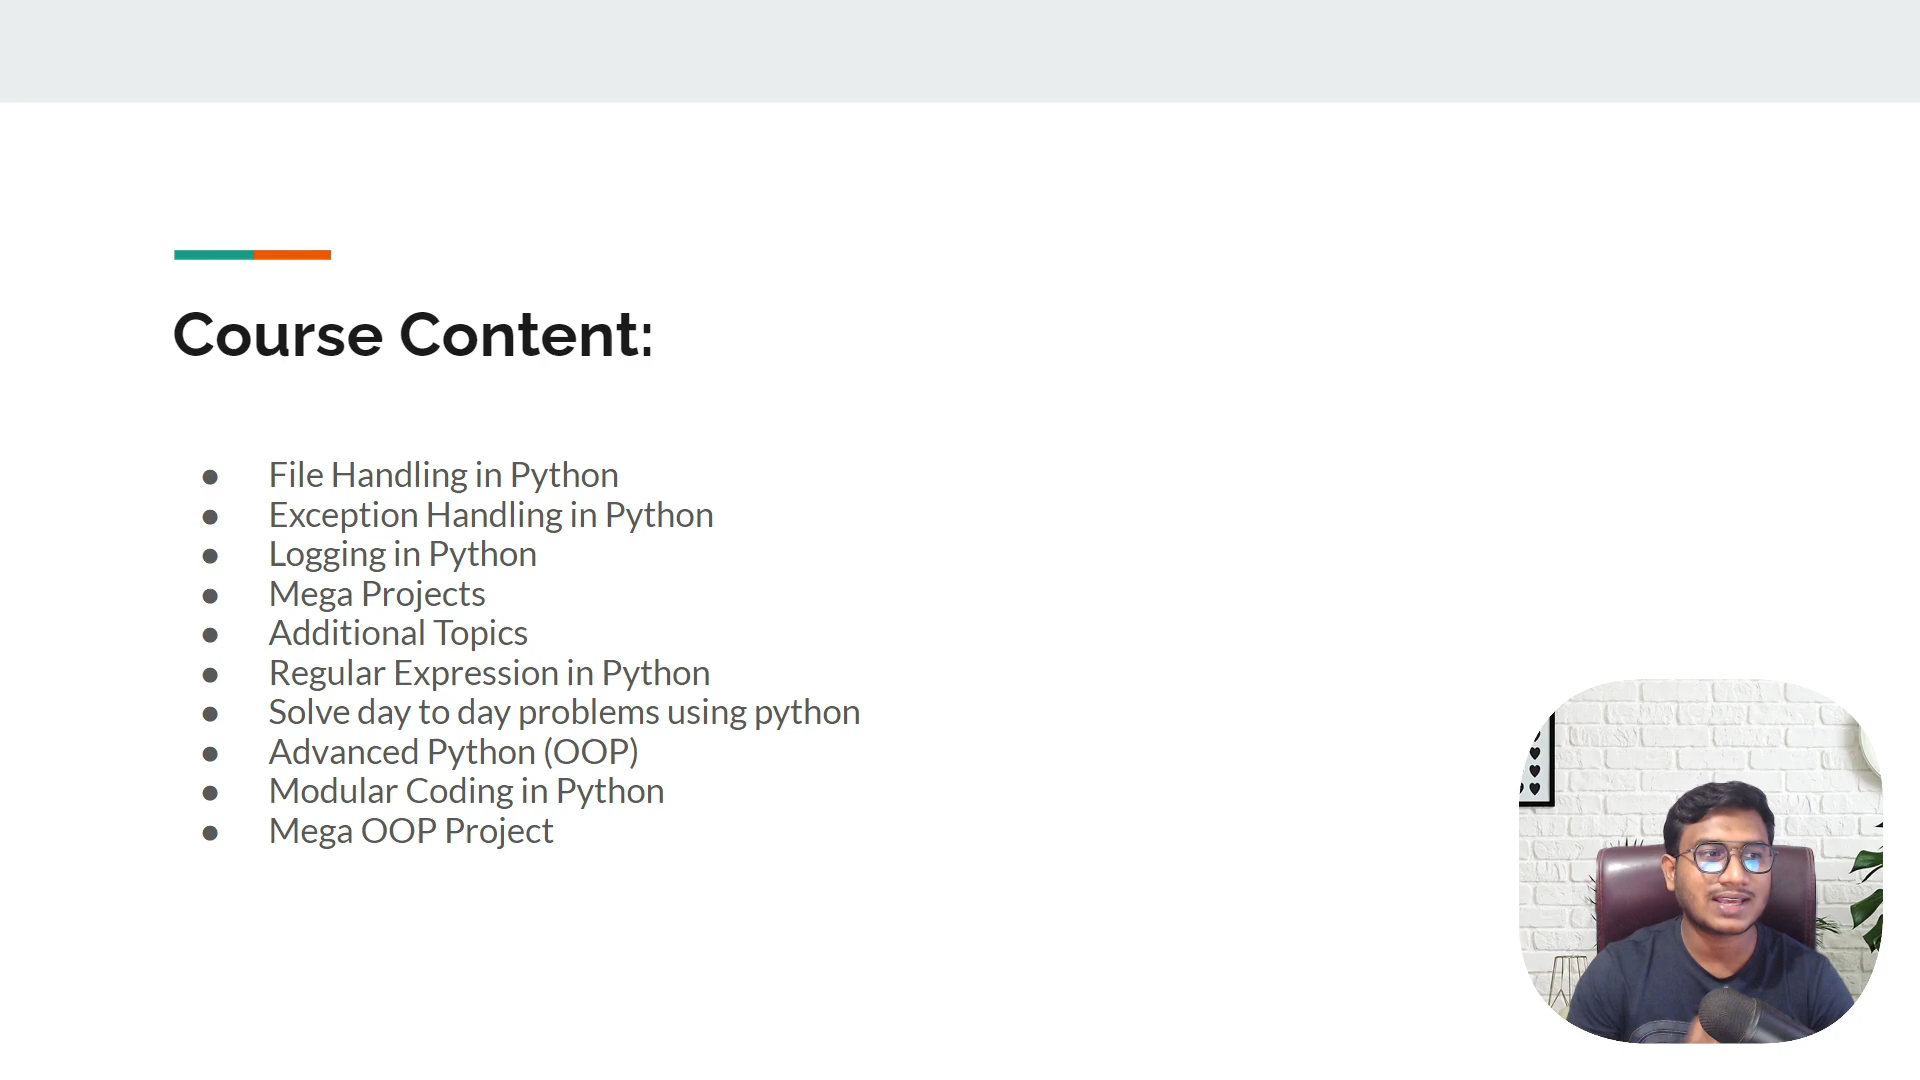 Course Content:
● File Handling in Python
● Exception Handling in Python
● Logging in Python
● Mega Projects
● Additional Topics
● Regular Expression in Python
● Solve day to day problems using python
● Advanced Python (OOP)
● Modular Coding in Python
● Mega OOP Project